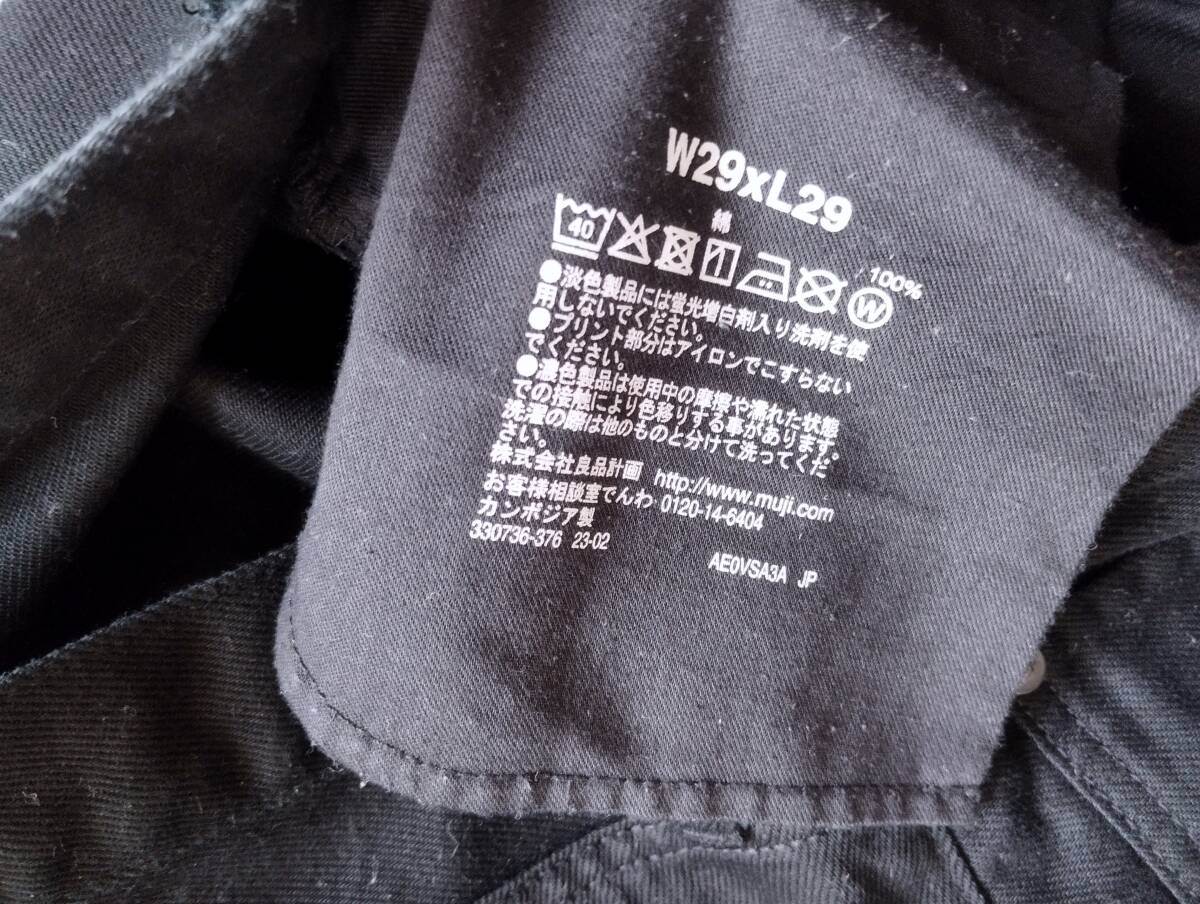 W29xL29
綿 100%
40
W
●淡色製品には蛍光増白剤入り洗剤を使
用しないでください。
●プリント部分はアイロンでこすらない
でください。
●濃色製品は使用中の摩擦や濡れた状態
での接触により色移りする事があります。
洗濯の際は他のものと分けて洗ってくだ
さい。
株式会社良品計画 http://www.muji.com
お客様相談室でんわ 0120-14-6404
カンボジア製
330736-376 23-02
AE0VSA3A JP